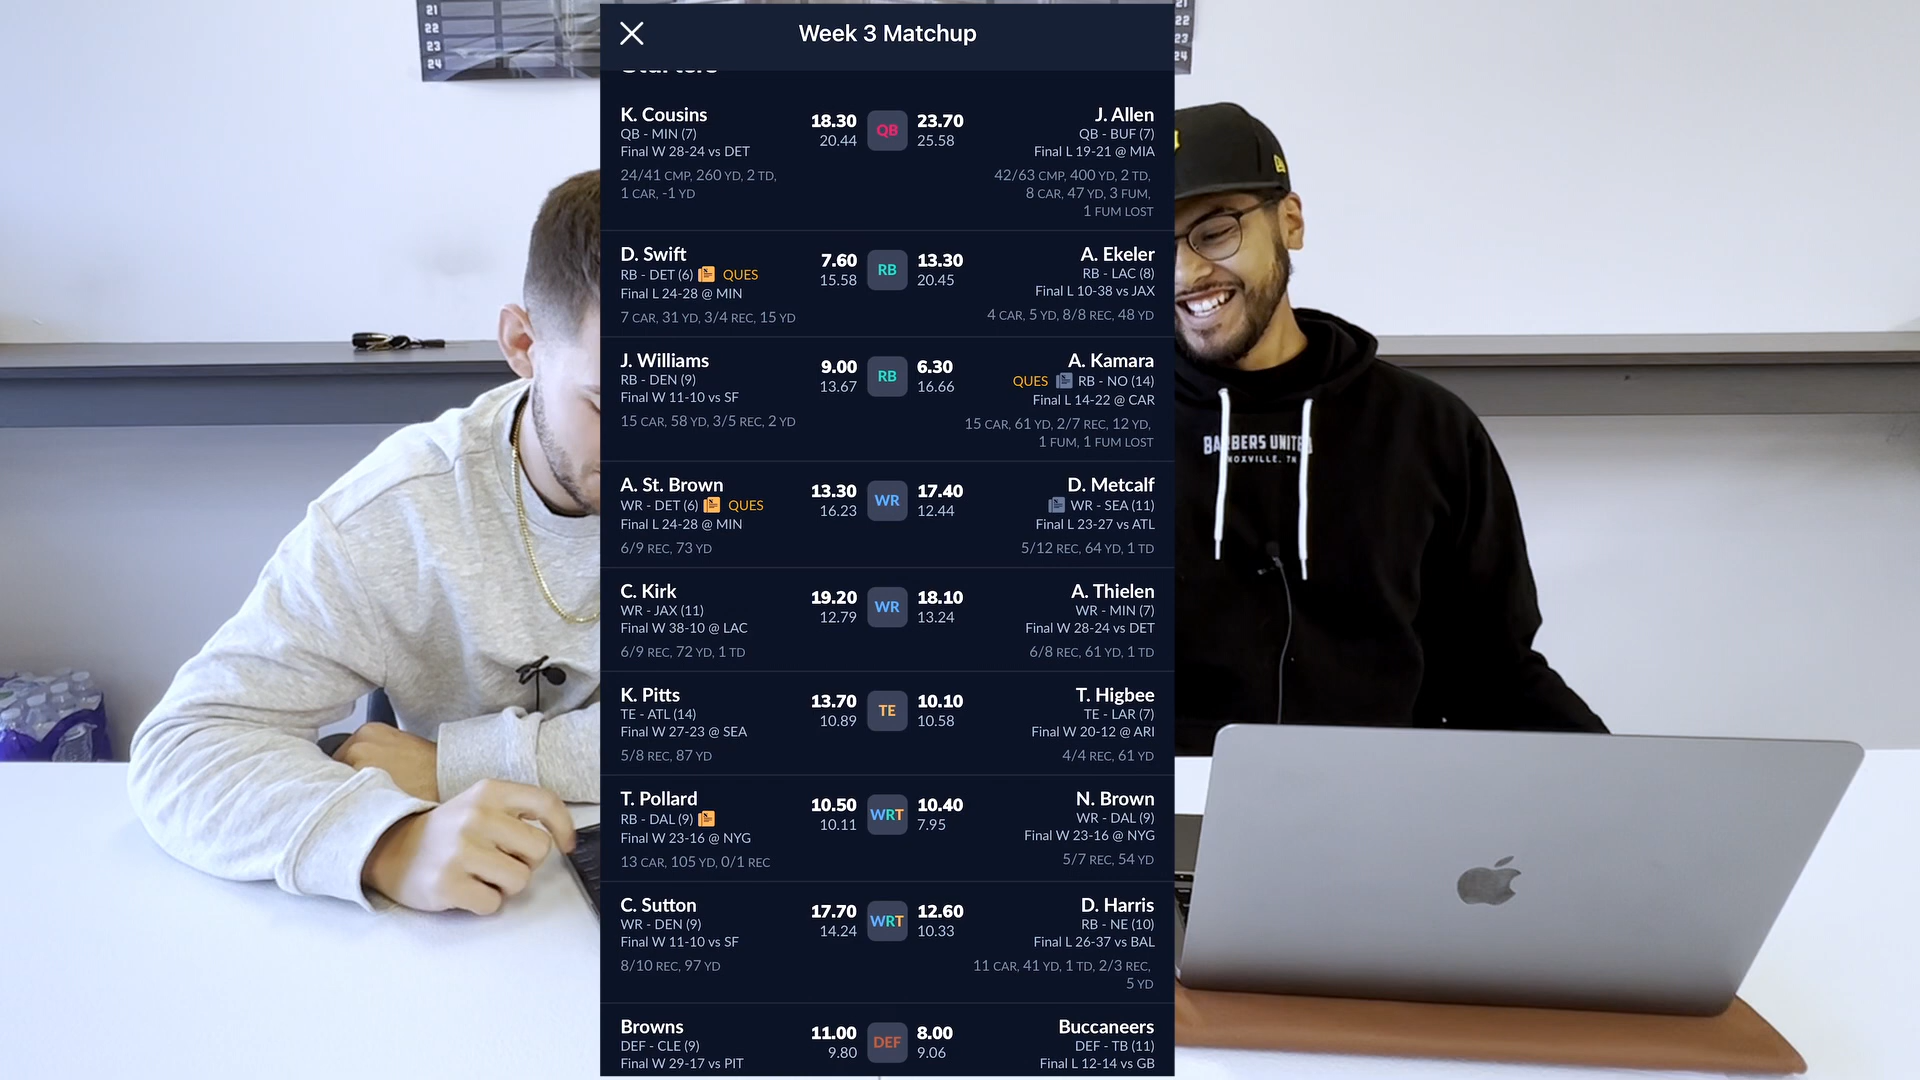 21
22
23
24
21
22
23
24
Week 3 Matchup
Starters
K. Cousins
QB - MIN (7)
Final W 28-24 vs DET
24/41 CMP, 260 YD, 2 TD,
1 CAR, -1 YD
18.30
20.44
QB
23.70
25.58
J. Allen
QB - BUF (7)
Final L 19-21 @ MIA
42/63 CMP, 400 YD, 2 TD,
8 CAR, 47 YD, 3 FUM,
1 FUM LOST
D. Swift
RB - DET (6) QUES
Final L 24-28 @ MIN
7 CAR, 31 YD, 3/4 REC, 15 YD
7.60
15.58
RB
13.30
20.45
A. Ekeler
RB - LAC (8)
Final L 10-38 vs JAX
4 CAR, 5 YD, 8/8 REC, 48 YD
J. Williams
RB - DEN (9)
Final W 11-10 vs SF
15 CAR, 58 YD, 3/5 REC, 2 YD
9.00
13.67
RB
6.30
16.66
A. Kamara
QUES RB - NO (14)
Final L 14-22 @ CAR
15 CAR, 61 YD, 2/7 REC, 12 YD,
1 FUM, 1 FUM LOST
A. St. Brown
WR - DET (6) QUES
Final L 24-28 @ MIN
6/9 REC, 73 YD
13.30
16.23
WR
17.40
12.44
D. Metcalf
WR - SEA (11)
Final L 23-27 vs ATL
5/12 REC, 64 YD, 1 TD
C. Kirk
WR - JAX (11)
Final W 38-10 @ LAC
6/9 REC, 72 YD, 1 TD
19.20
12.79
WR
18.10
13.24
A. Thielen
WR - MIN (7)
Final W 28-24 vs DET
6/8 REC, 61 YD, 1 TD
K. Pitts
TE - ATL (14)
Final W 27-23 @ SEA
5/8 REC, 87 YD
13.70
10.89
TE
10.10
10.58
T. Higbee
TE - LAR (7)
Final W 20-12 @ ARI
4/4 REC, 61 YD
T. Pollard
RB - DAL (9)
Final W 23-16 @ NYG
13 CAR, 105 YD, 0/1 REC
10.50
10.11
WRT
10.40
7.95
N. Brown
WR - DAL (9)
Final W 23-16 @ NYG
5/7 REC, 54 YD
C. Sutton
WR - DEN (9)
Final W 11-10 vs SF
8/10 REC, 97 YD
17.70
14.24
WRT
12.60
10.33
D. Harris
RB - NE (10)
Final L 26-37 vs BAL
11 CAR, 41 YD, 1 TD, 2/3 REC,
5 YD
Browns
DEF - CLE (9)
Final W 29-17 vs PIT
11.00
9.80
DEF
8.00
9.06
Buccaneers
DEF - TB (11)
Final L 12-14 vs GB
BARBERS UNITED
KNOXVILLE, TN